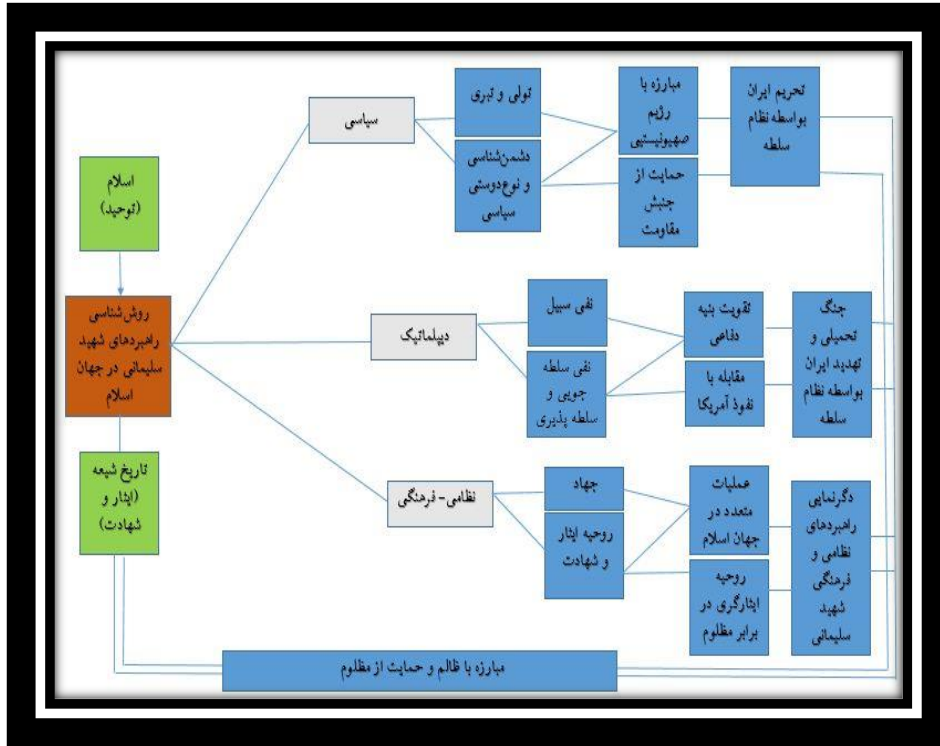 اسلام
(توحید)
روش‌شناسی
راهبردهای شهید
سلیمانی در جهان
اسلام
تاریخ شیعه
(ایثار و
شهادت)
سیاسی
تولی و تبری
دشمن‌شناسی
و نوع‌دوستی
سیاسی
مبارزه با
رژیم
صهیونیستیی
حمایت از
جنبش
مقاومت
تحریم ایران
بواسطه نظام
سلطه
دیپلماتیک
نفی سبیل
نفی سلطه
جویی و
سلطه پذیری
تقویت بنیه
دفاعی
مقابله با
نفوذ آمریکا
جنگ
تحمیلی و
تهدید ایران
بواسطه نظام
سلطه
نظامی- فرهنگی
جهاد
روحیه ایثار
و شهادت
عملیات
متعدد در
جهان اسلام
روحیه
ایثارگری در
برابر مظلوم
دگرنمایی
راهبردهای
نظامی و
فرهنگی
شهید
سلیمانی
مبارزه با ظالم و حمایت از مظلوم